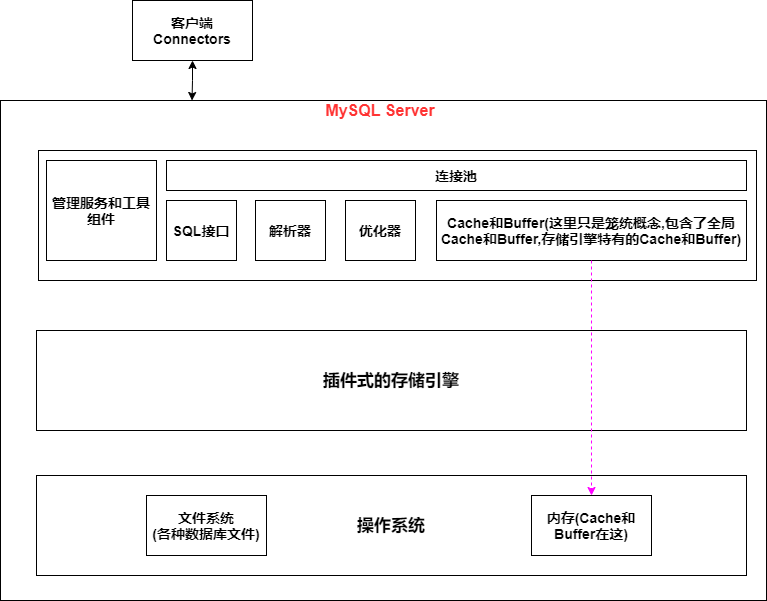 客户端
Connectors
MySQL Server
管理服务和工具
组件
连接池
SQL接口
解析器
优化器
Cache和Buffer(这里只是笼统概念,包含了全局
Cache和Buffer,存储引擎特有的Cache和Buffer)
插件式的存储引擎
文件系统
(各种数据库文件)
操作系统
内存(Cache和
Buffer在这)